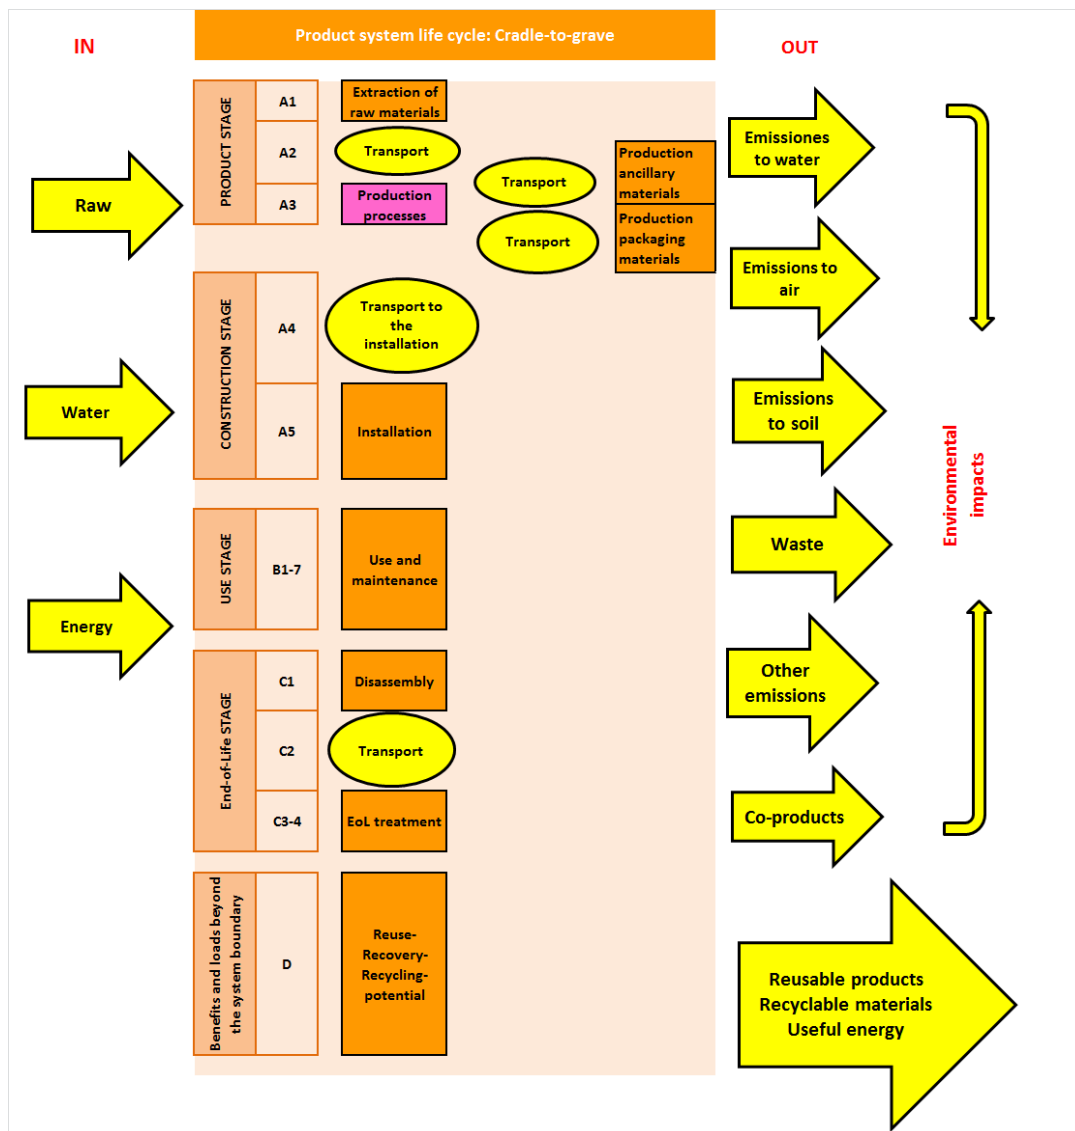 IN
Product system life cycle: Cradle-to-grave
OUT
PRODUCT STAGE
A1
Extraction of
raw materials
A2
Transport
A3
Production
processes
Transport
Production
ancillary
materials
Transport
Production
packaging
materials
Raw
Water
Energy
CONSTRUCTION STAGE
A4
Transport to
the
installation
A5
Installation
USE STAGE
B1-7
Use and
maintenance
End-of-Life STAGE
C1
Disassembly
C2
Transport
C3-4
EoL treatment
Benefits and loads beyond
the system boundary
D
Reuse-
Recovery-
Recycling-
potential
Emissiones
to water
Emissions to
air
Emissions
to soil
Waste
Other
emissions
Co-products
Reusable products
Recyclable materials
Useful energy
Environmental
impacts